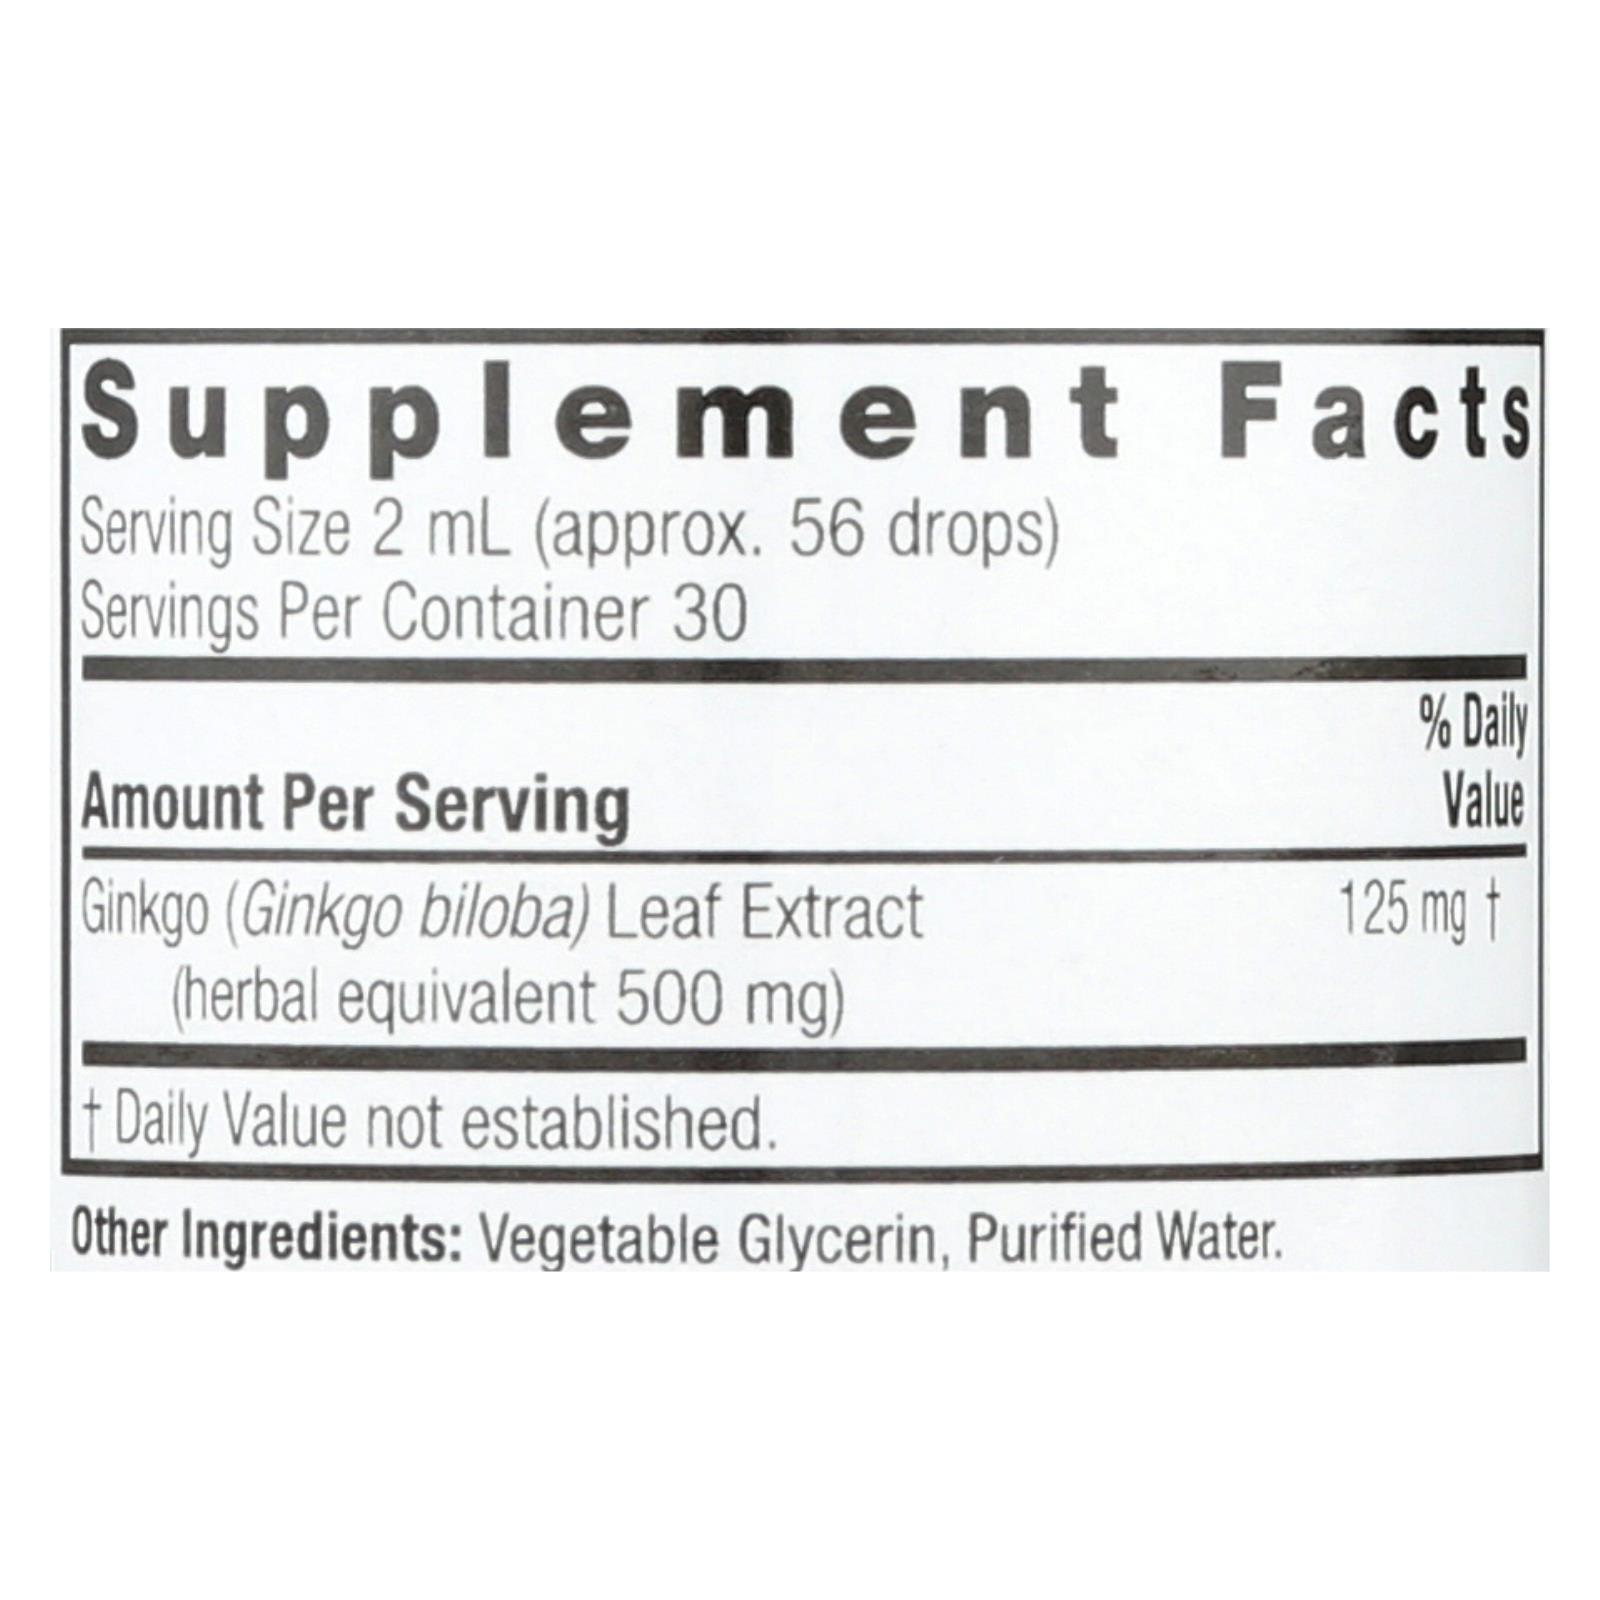 Supplement Facts
Serving Size 2 mL (approx. 56 drops)
Servings Per Container 30
% Daily
Value
Amount Per Serving
Ginkgo (Ginkgo biloba) Leaf Extract 125 mg †
(herbal equivalent 500 mg)
† Daily Value not established.
Other Ingredients: Vegetable Glycerin, Purified Water.